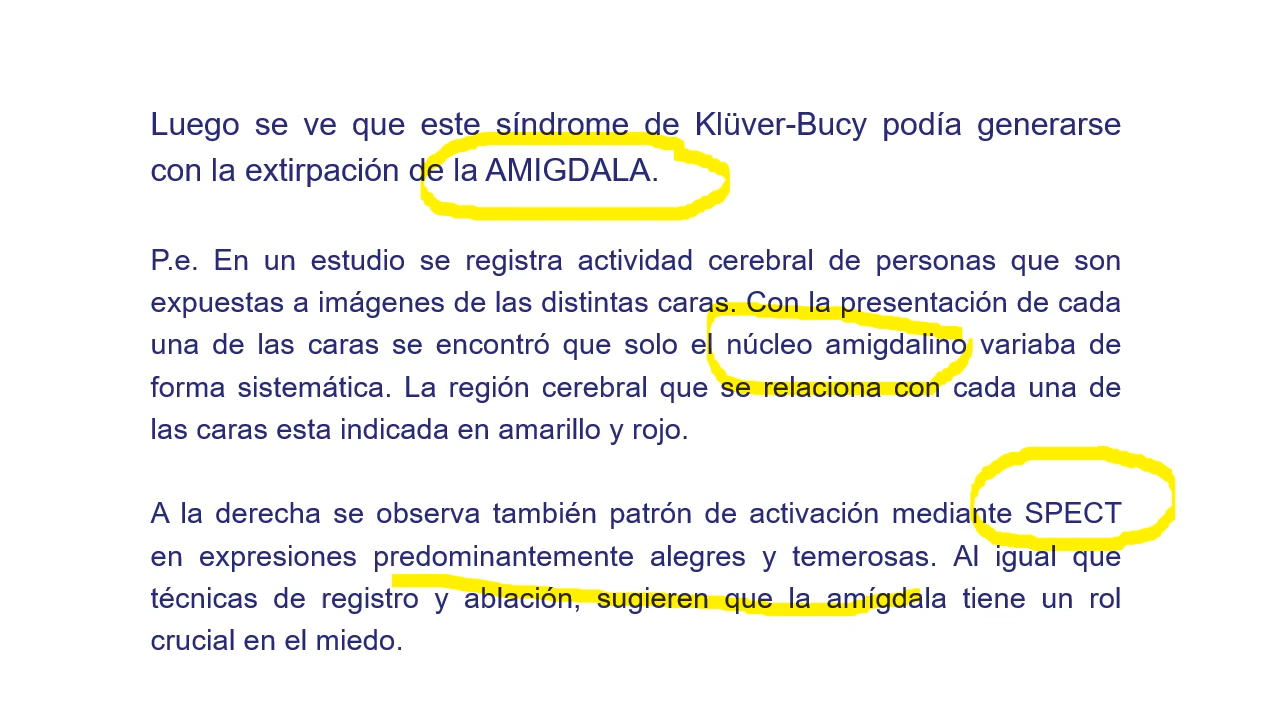 Luego se ve que este síndrome de Klüver-Bucy podía generarse
con la extirpación de la AMIGDALA.
P.e. En un estudio se registra actividad cerebral de personas que son
expuestas a imágenes de las distintas caras. Con la presentación de cada
una de las caras se encontró que solo el núcleo amigdalino variaba de
forma sistemática. La región cerebral que se relaciona con cada una de
las caras esta indicada en amarillo y rojo.
A la derecha se observa también patrón de activación mediante SPECT
en expresiones predominantemente alegres y temerosas. Al igual que
técnicas de registro y ablación, sugieren que la amígdala tiene un rol
crucial en el miedo.